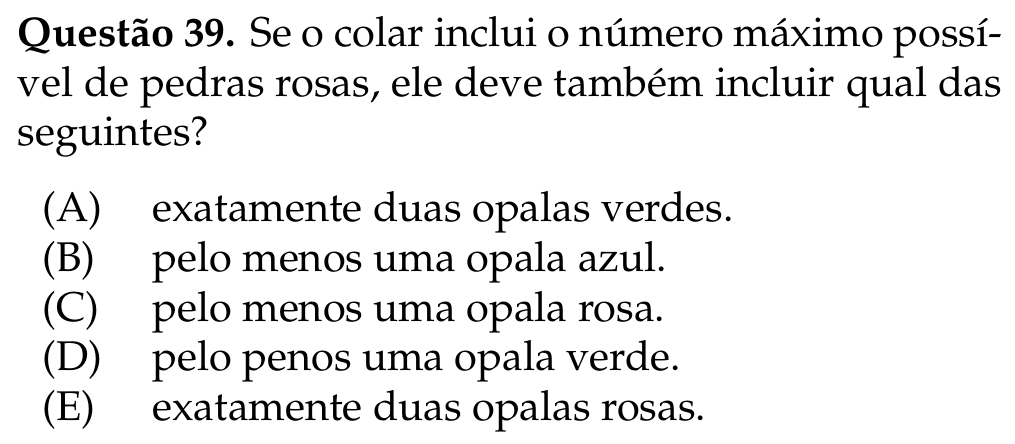 Questão 39. Se o colar inclui o número máximo possí-
vel de pedras rosas, ele deve também incluir qual das
seguintes?
(A) exatamente duas opalas verdes.
(B) pelo menos uma opala azul.
(C) pelo menos uma opala rosa.
(D) pelo penos uma opala verde.
(E) exatamente duas opalas rosas.